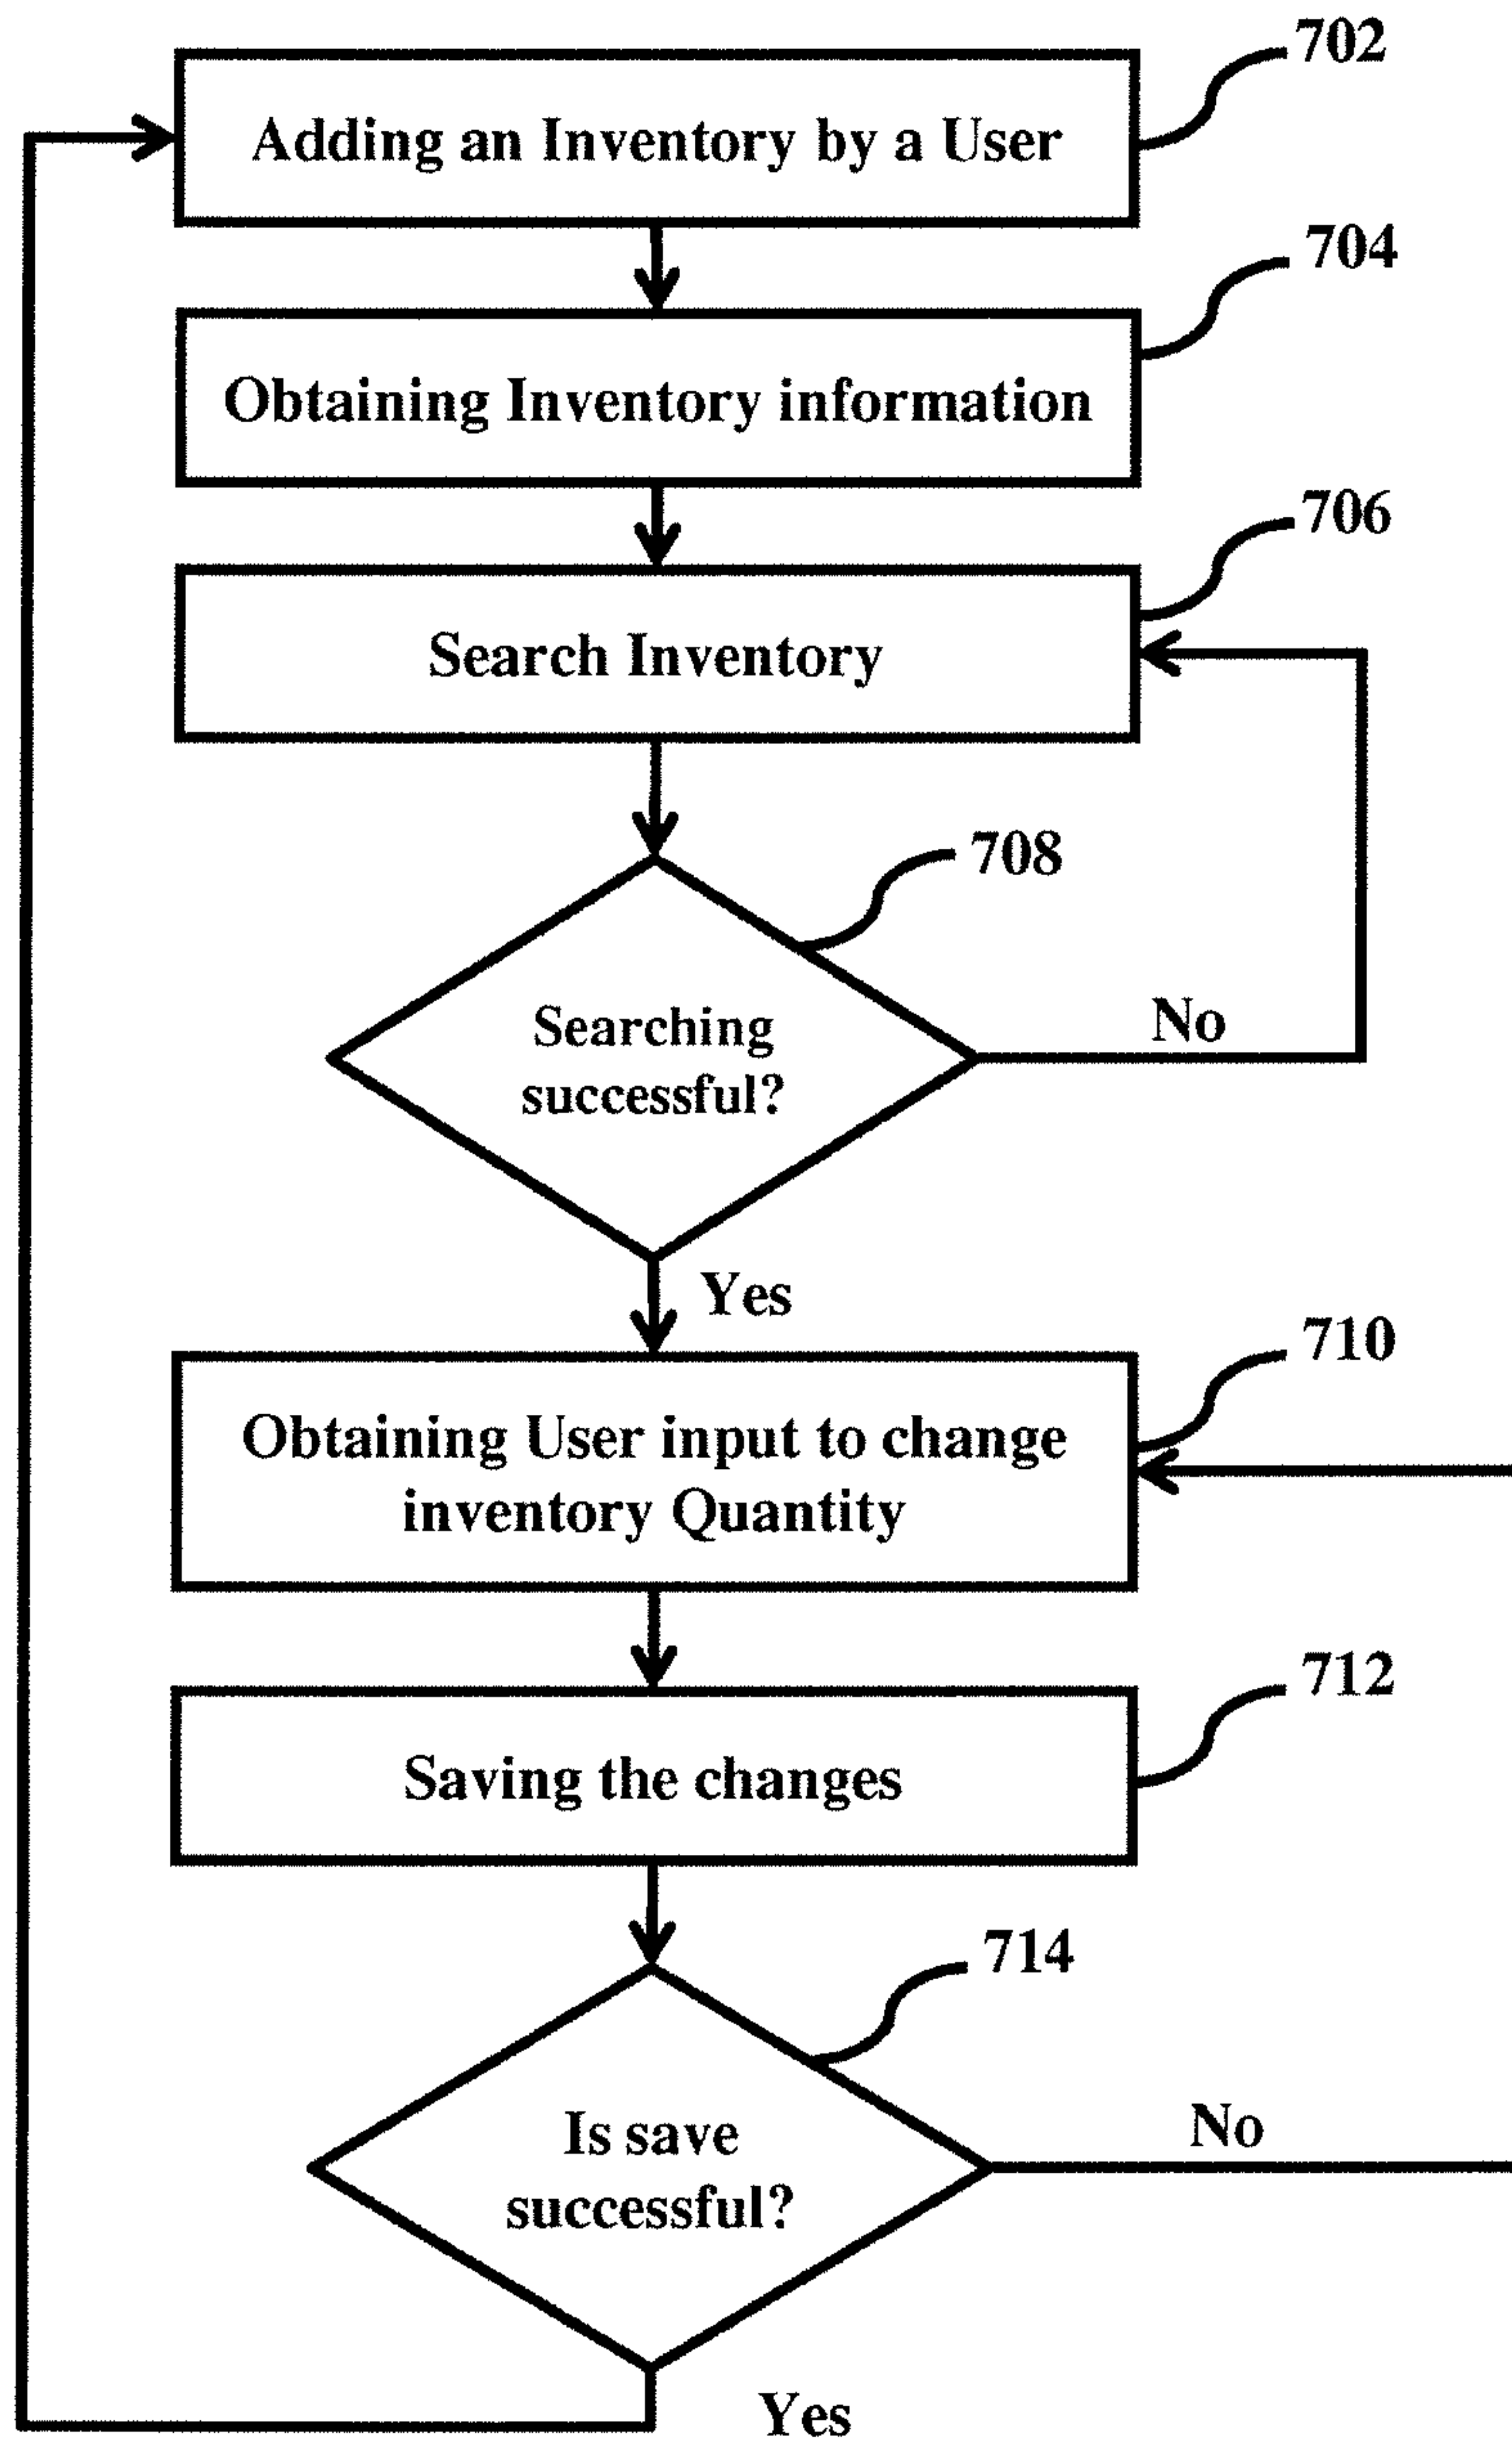 702
Adding an Inventory by a User
704
Obtaining Inventory information
706
Search Inventory
708
Searching
successful?
No
Yes
710
Obtaining User input to change
inventory Quantity
712
Saving the changes
714
Is save
successful?
No
Yes